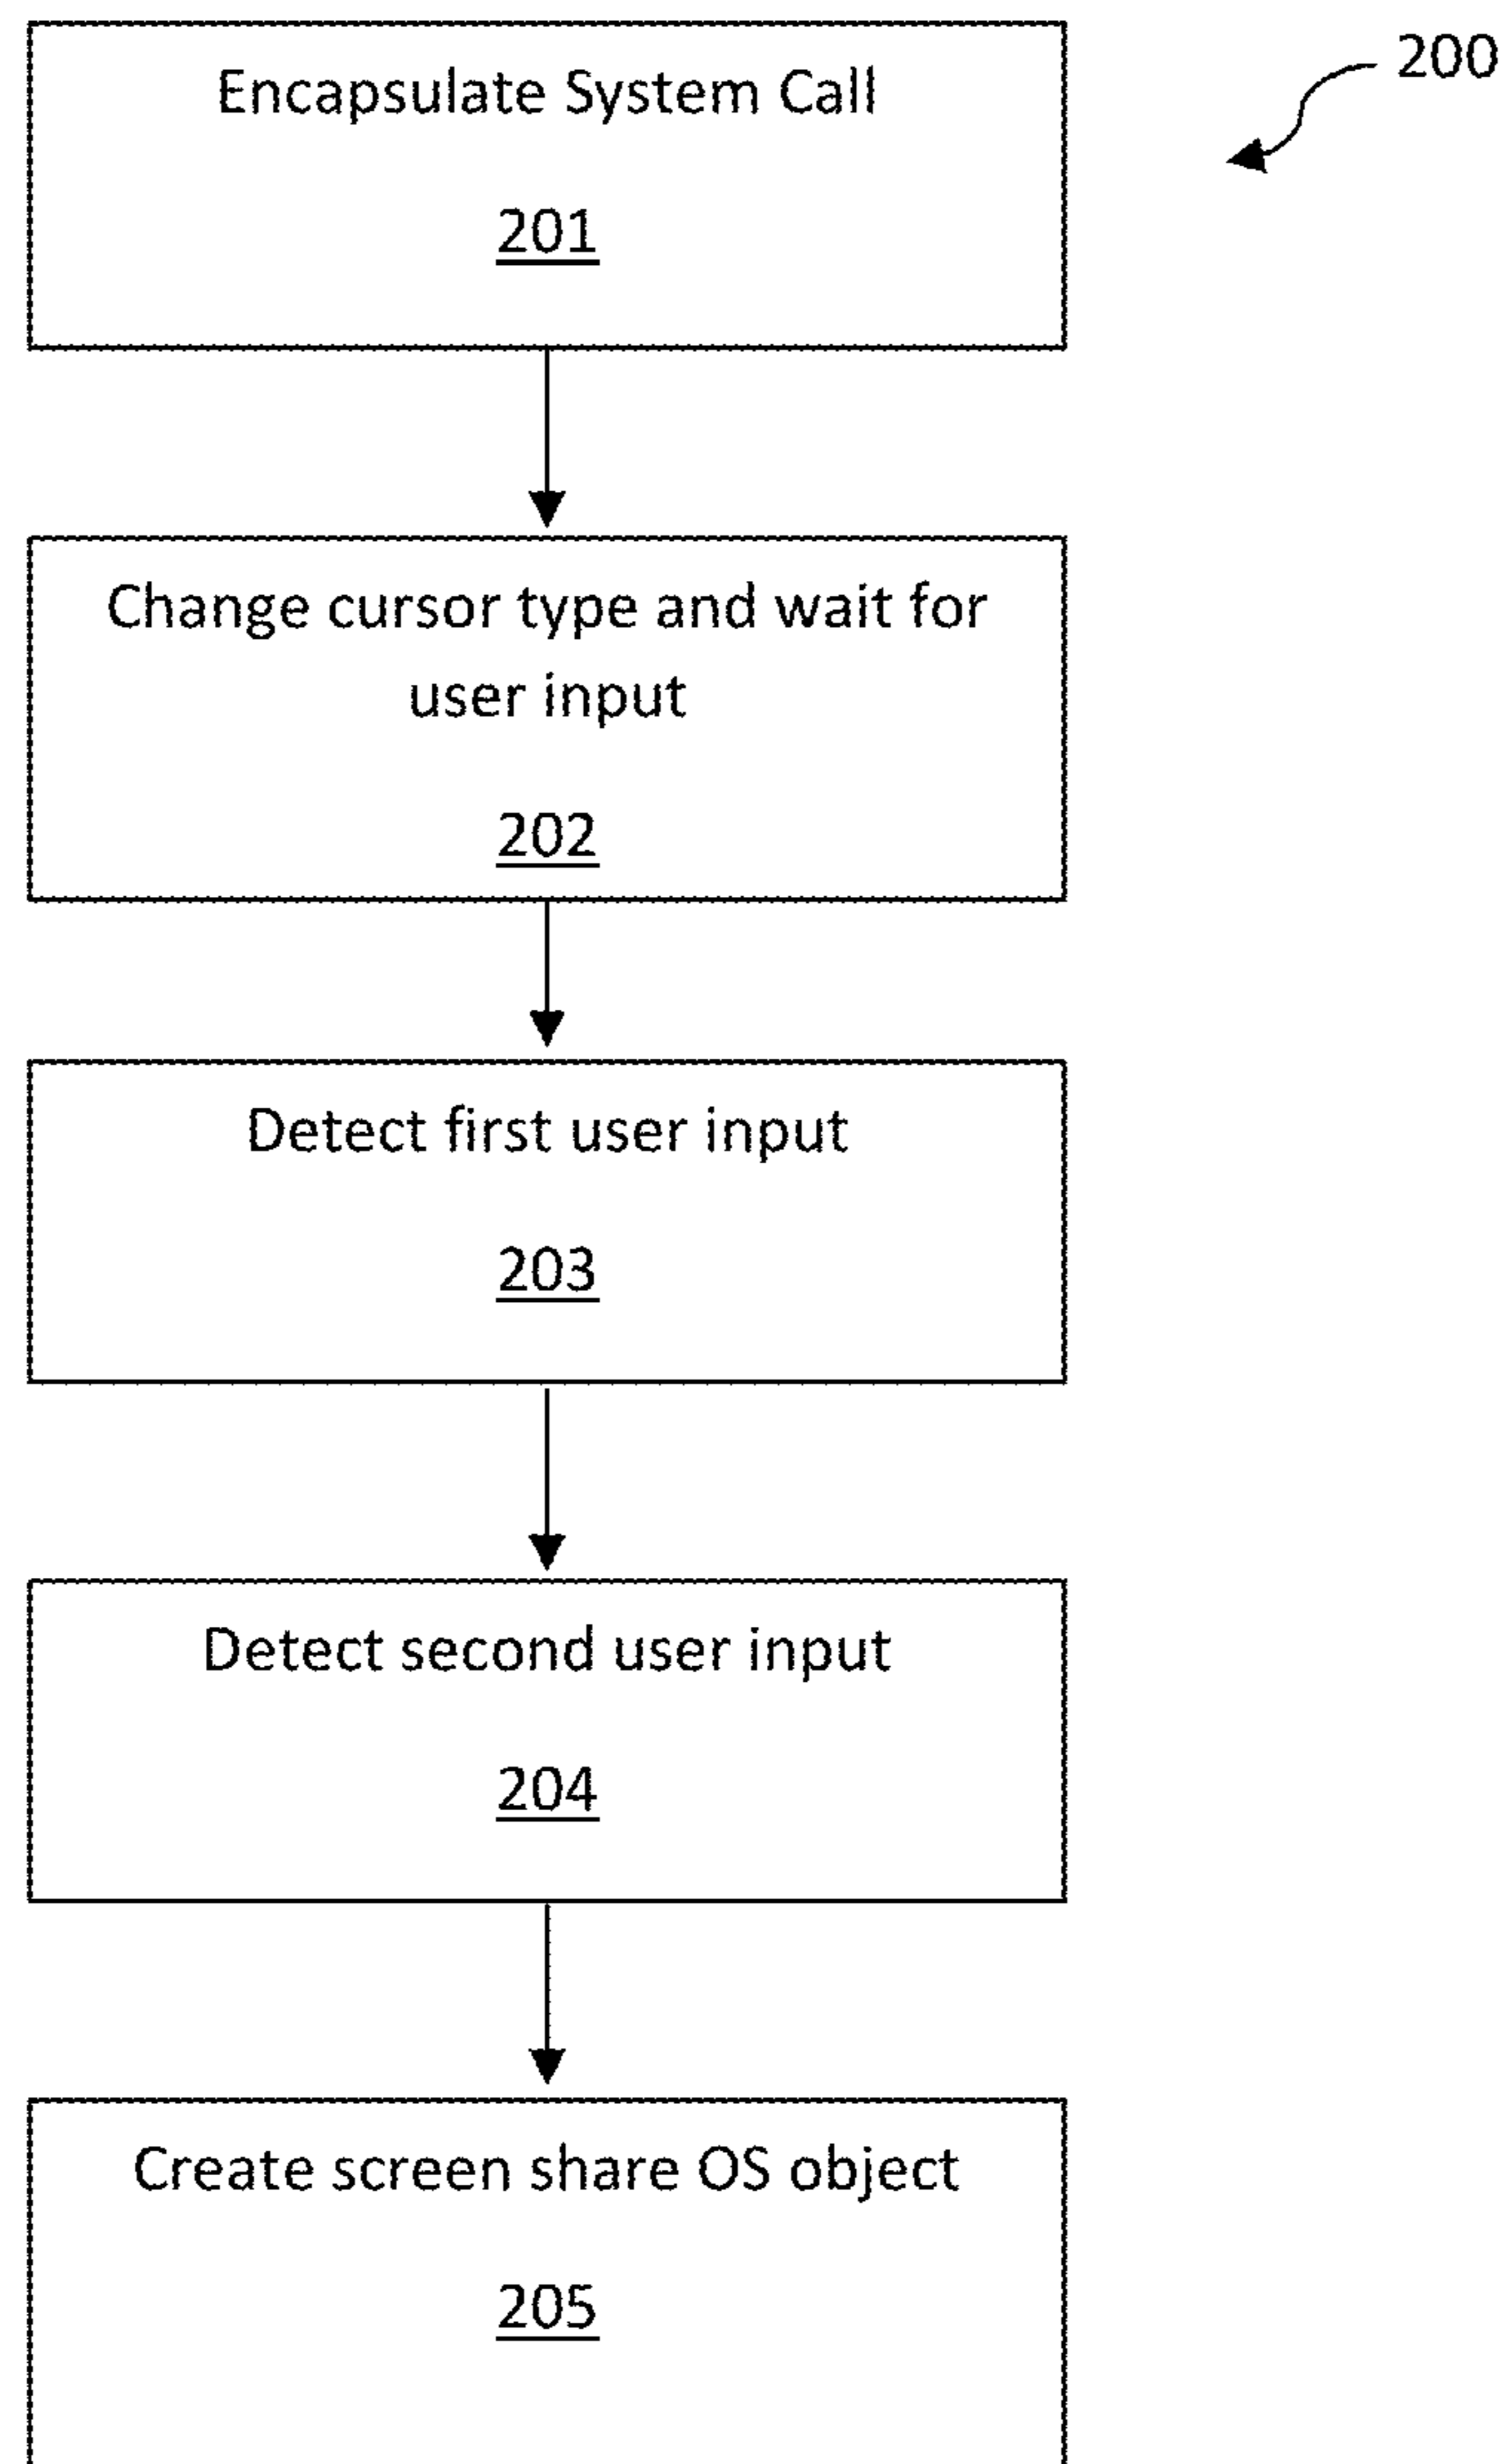 Encapsulate System Call
200
201
Change cursor type and wait for
user input
202
Detect first user input
203
Detect second user input
204
Create screen share OS object
205